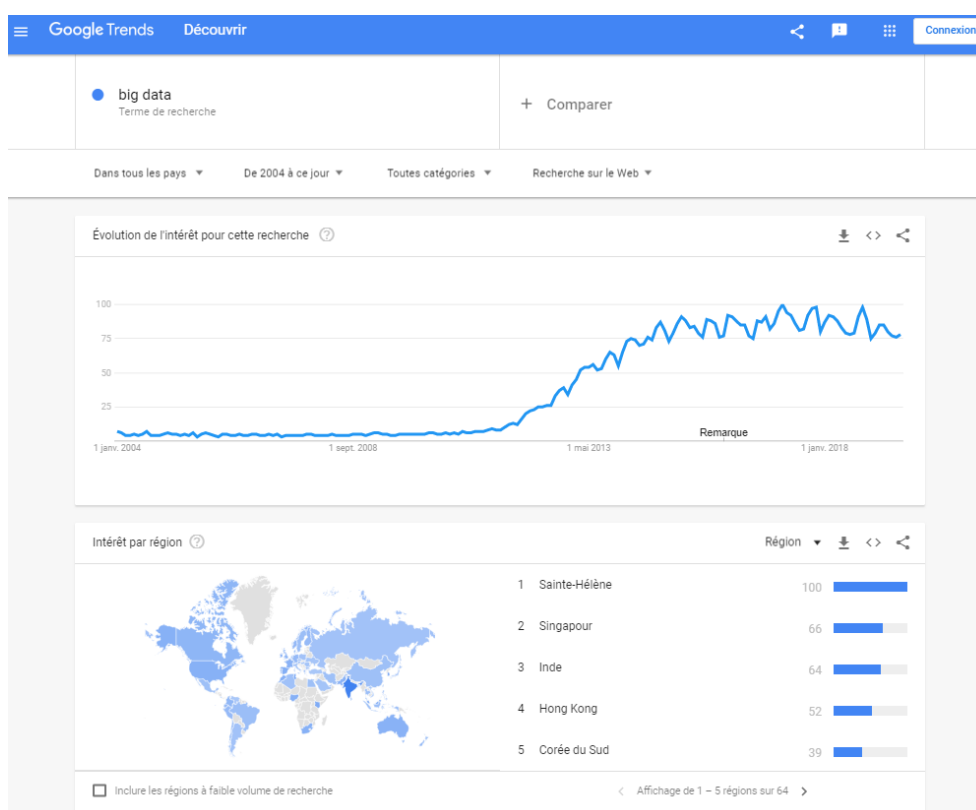 Google Trends Découvrir Connexion
big data
Terme de recherche
+ Comparer
Dans tous les pays De 2004 à ce jour Toutes catégories Recherche sur le Web
Évolution de l'intérêt pour cette recherche
100
75
50
25
Remarque
1 janv. 2004 1 sept. 2008 1 mai 2013 1 janv. 2018
Intérêt par région Région
1 Sainte-Hélène 100
2 Singapour 66
3 Inde 64
4 Hong Kong 52
5 Corée du Sud 39
Inclure les régions à faible volume de recherche Affichage de 1 – 5 régions sur 64